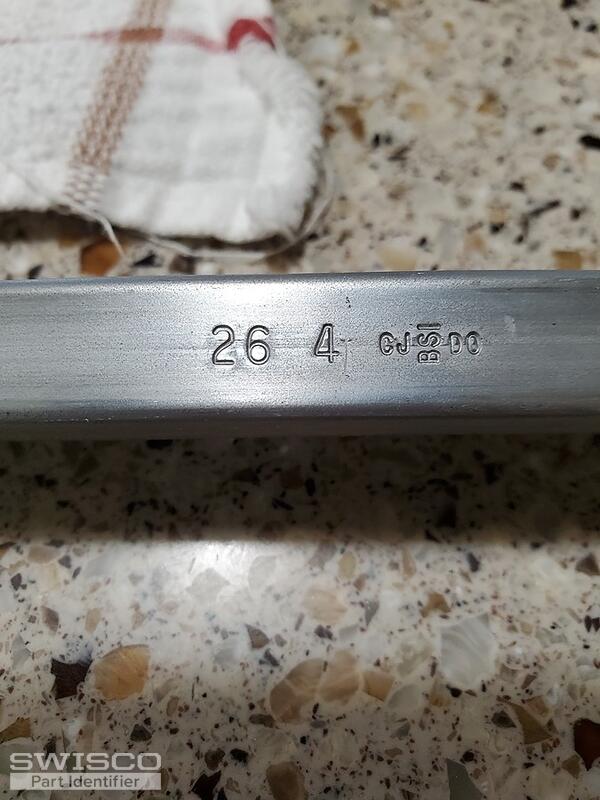 26 4 CJ BSI DO
SWISCO
Part Identifier